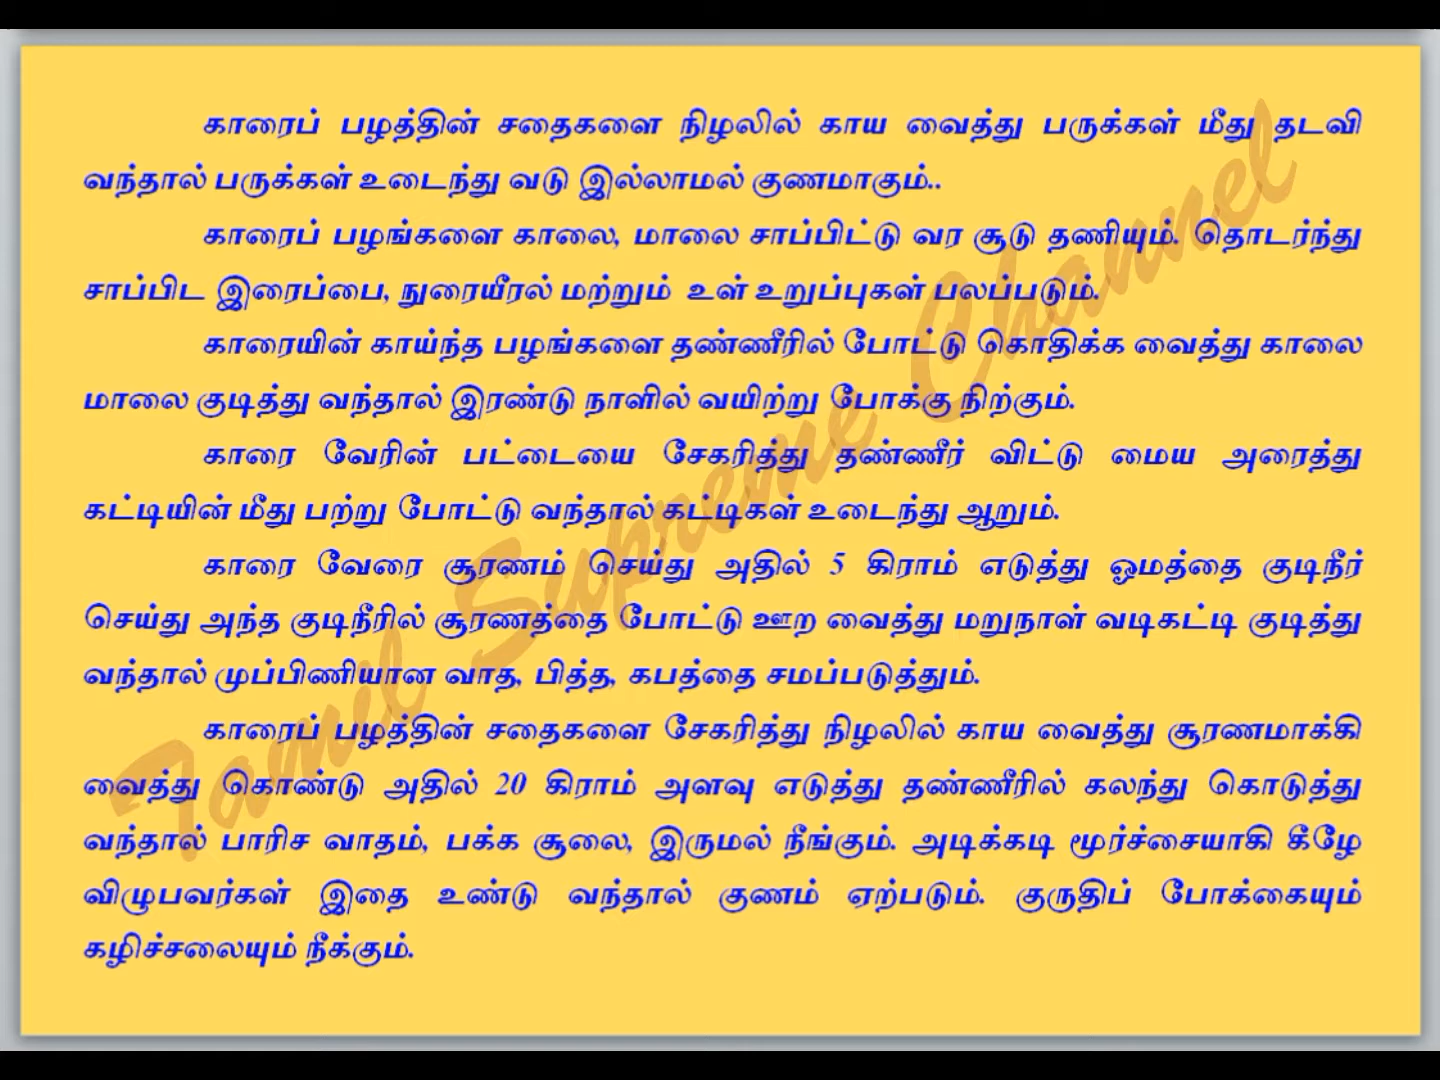 காரைப் பழத்தின் சதைகளை நிழலில் காய வைத்து பருக்கள் மீது தடவி
வந்தால் பருக்கள் உடைந்து வடு இல்லாமல் குணமாகும்..
காரைப் பழங்களை காலை, மாலை சாப்பிட்டு வர சூடு தணியும். தொடர்ந்து
சாப்பிட இரைப்பை, நுரையீரல் மற்றும் உள் உறுப்புகள் பலப்படும்.
காரையின் காய்ந்த பழங்களை தண்ணீரில் போட்டு கொதிக்க வைத்து காலை
மாலை குடித்து வந்தால் இரண்டு நாளில் வயிற்று போக்கு நிற்கும்.
காரை வேரின் பட்டையை சேகரித்து தண்ணீர் விட்டு மைய அரைத்து
கட்டியின் மீது பற்று போட்டு வந்தால் கட்டிகள் உடைந்து ஆறும்.
காரை வேரை சூரணம் செய்து அதில் 5 கிராம் எடுத்து ஓமத்தை குடிநீர்
செய்து அந்த குடிநீரில் சூரணத்தை போட்டு ஊற வைத்து மறுநாள் வடிகட்டி குடித்து
வந்தால் முப்பிணியான வாத, பித்த, கபத்தை சமப்படுத்தும்.
காரைப் பழத்தின் சதைகளை சேகரித்து நிழலில் காய வைத்து சூரணமாக்கி
வைத்து கொண்டு அதில் 20 கிராம் அளவு எடுத்து தண்ணீரில் கலந்து கொடுத்து
வந்தால் பாரிச வாதம், பக்க சூலை, இருமல் நீங்கும். அடிக்கடி மூர்ச்சையாகி கீழே
விழுபவர்கள் இதை உண்டு வந்தால் குணம் ஏற்படும். குருதிப் போக்கையும்
கழிச்சலையும் நீக்கும்.
Tamil Supreme Channel